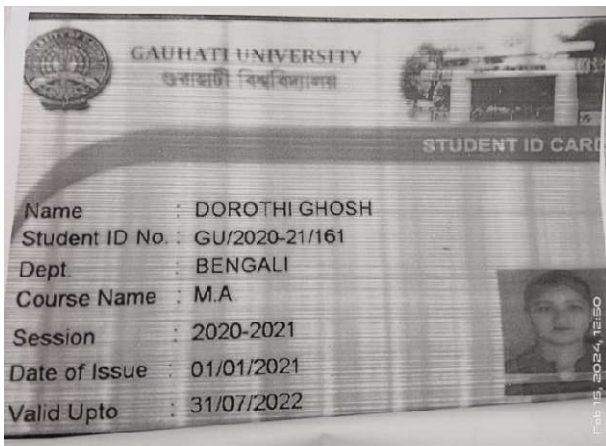 GAUHATI UNIVERSITY
গুৱাহাটী বিশ্ববিদ্যালয়
STUDENT ID CARD
Name : DOROTHI GHOSH
Student ID No. : GU/2020-21/161
Dept. : BENGALI
Course Name : M.A
Session : 2020-2021
Date of Issue : 01/01/2021
Valid Upto : 31/07/2022
Feb 15, 2024, 12:50